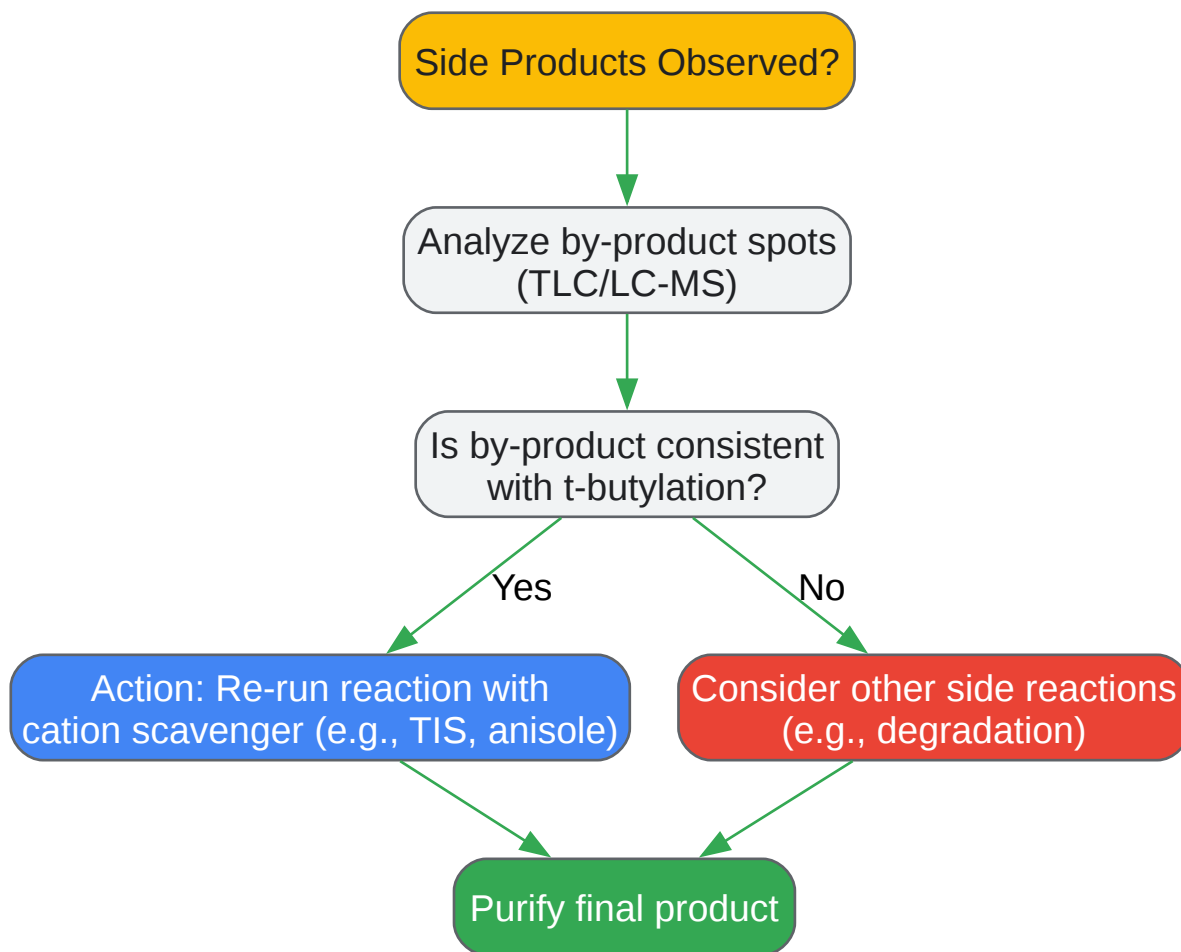 Side Products Observed?
Analyze by-product spots
(TLC/LC-MS)
Is by-product consistent
with t-butylation?
Yes
No
Action: Re-run reaction with
cation scavenger (e.g., TIS, anisole)
Consider other side reactions
(e.g., degradation)
Purify final product